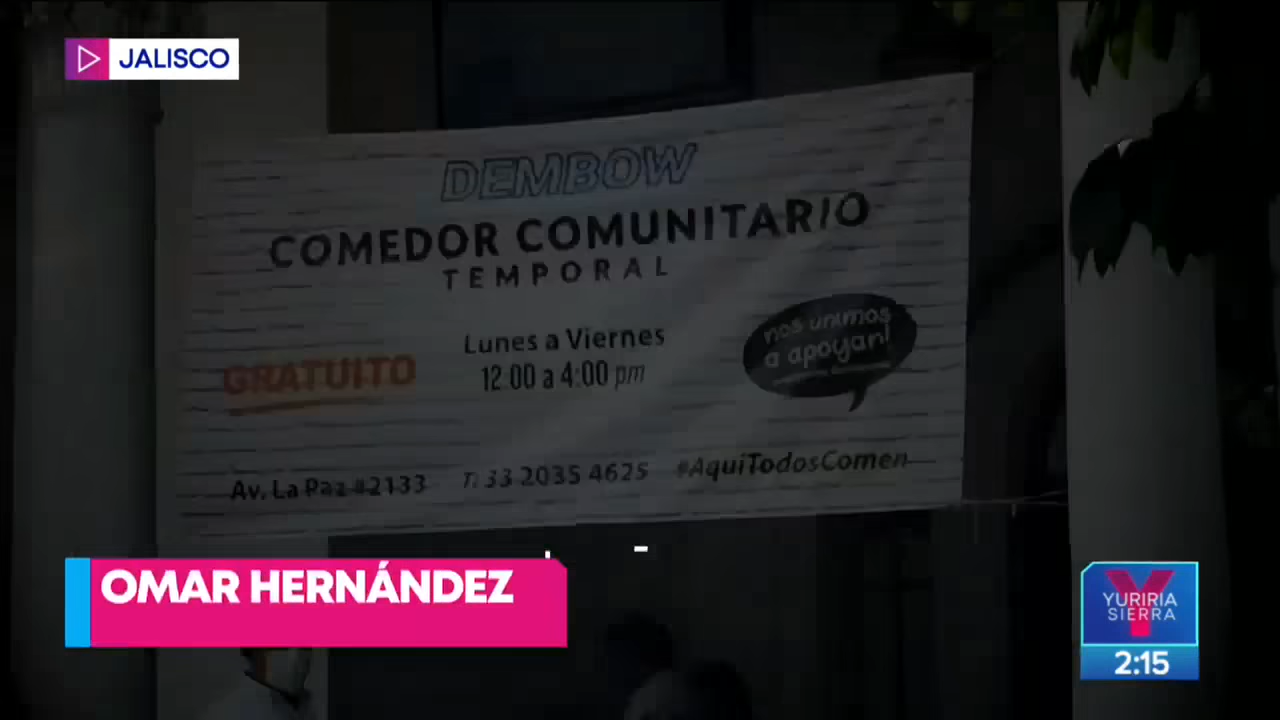 JALISCO
DEMBOW
COMEDOR COMUNITARIO
TEMPORAL
Lunes a Viernes
12:00 a 4:00 pm
GRATUITO
nos unimos
a apoyar!
Av. La Paz #2133
T. 33 2035 4625
#AquiTodosComen
OMAR HERNÁNDEZ
YURIRIA
SIERRA
2:15